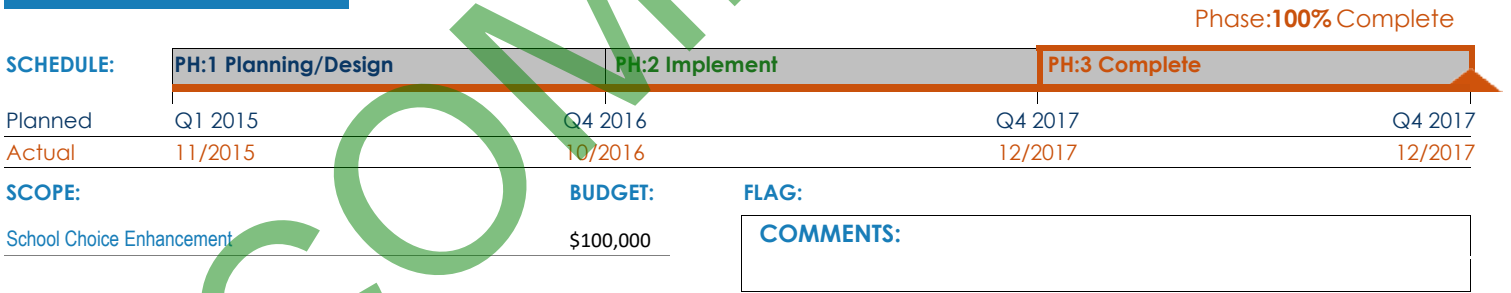 Phase:100% Complete
SCHEDULE: PH:1 Planning/Design PH:2 Implement PH:3 Complete
Planned Q1 2015 Q4 2016 Q4 2017 Q4 2017
Actual 11/2015 10/2016 12/2017 12/2017
SCOPE: BUDGET: FLAG:
School Choice Enhancement $100,000 COMMENTS: